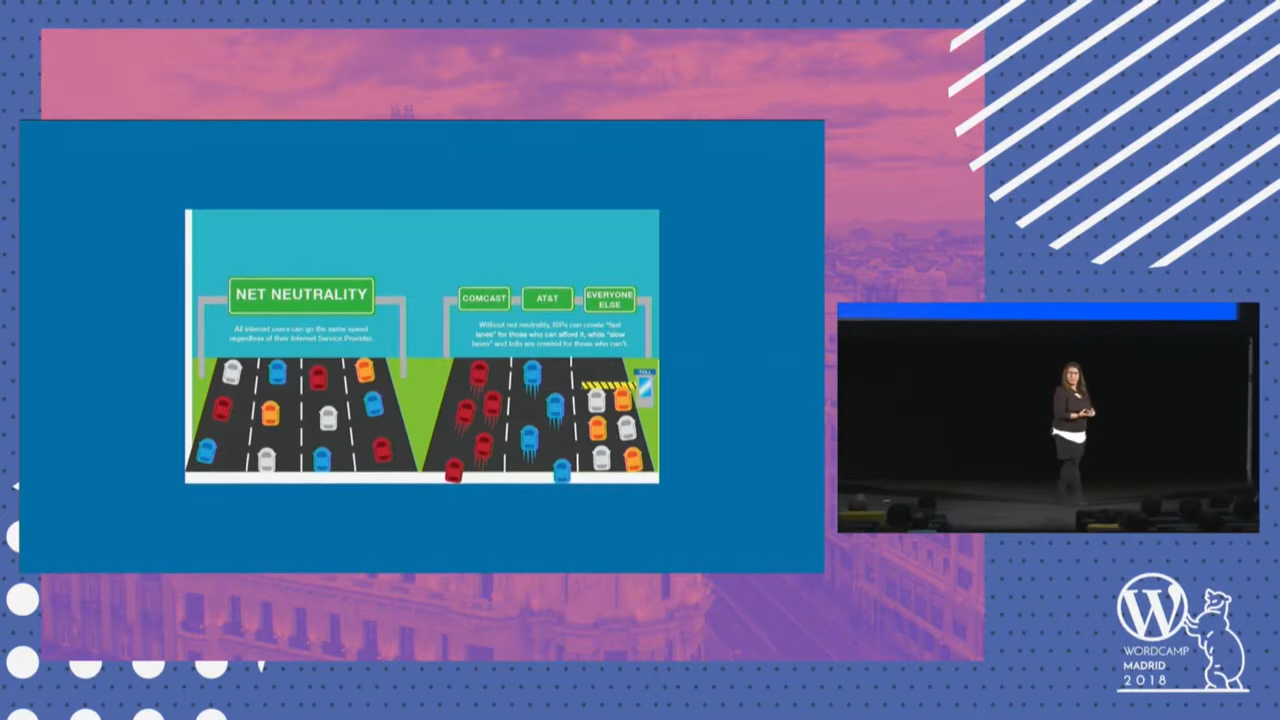 NET NEUTRALITY
All internet users can go the same speed
regardless of their Internet Service Provider.
COMCAST
AT&T
EVERYONE
ELSE
Without net neutrality, ISPs can create "fast
lanes" for those who can afford it, while "slow
lanes" and tolls are created for those who can't.
TOLL
W
WORDCAMP
MADRID
2018